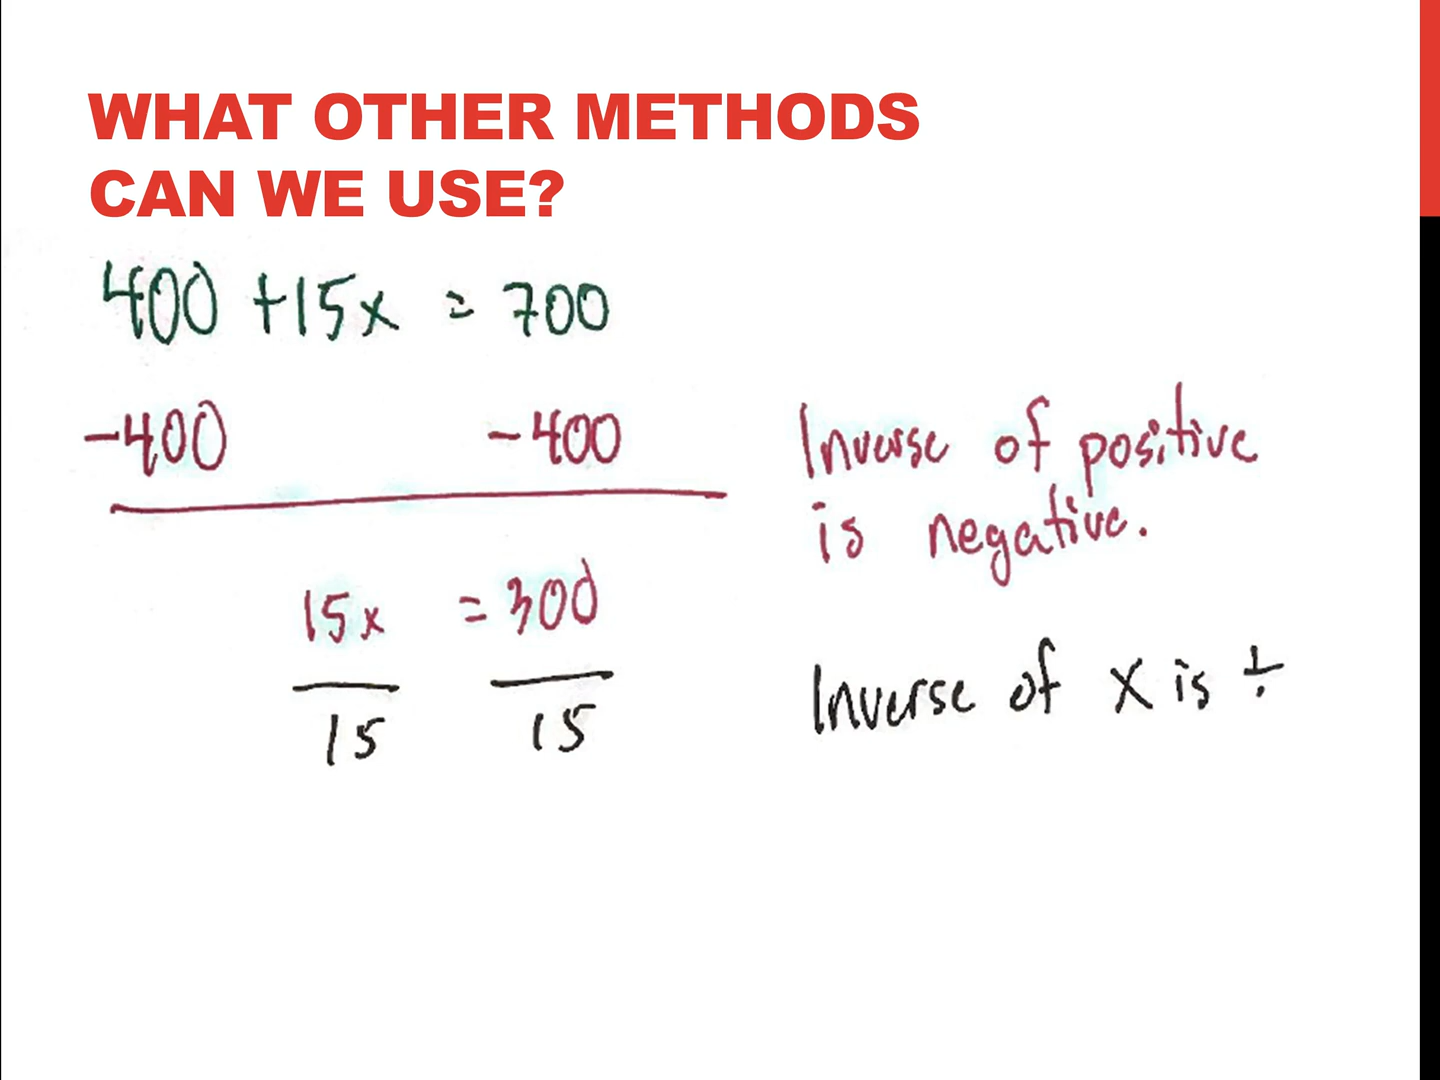 WHAT OTHER METHODS
CAN WE USE?
400 +15x = 700
-400 -400
Inverse of positive
is negative.
15x = 300
15 15
Inverse of x is ÷